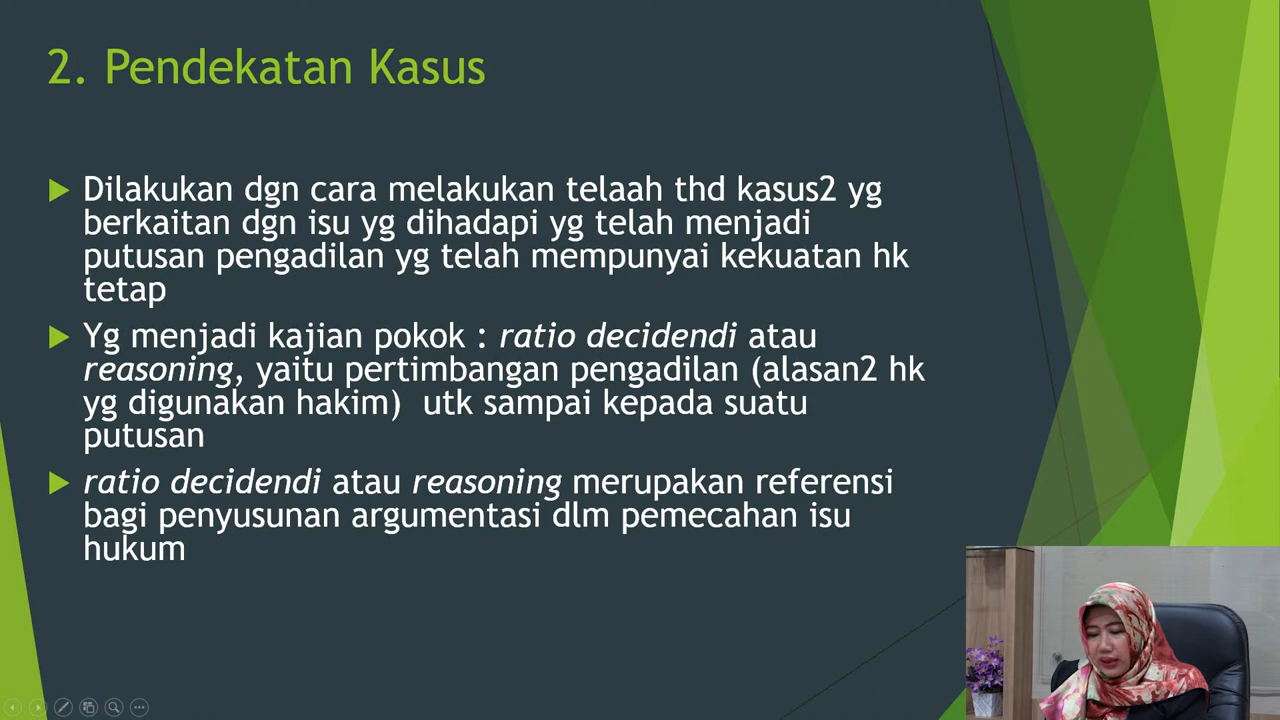 2. Pendekatan Kasus
Dilakukan dgn cara melakukan telaah thd kasus2 yg
berkaitan dgn isu yg dihadapi yg telah menjadi
putusan pengadilan yg telah mempunyai kekuatan hk
tetap
Yg menjadi kajian pokok : ratio decidendi atau
reasoning, yaitu pertimbangan pengadilan (alasan2 hk
yg digunakan hakim) utk sampai kepada suatu
putusan
ratio decidendi atau reasoning merupakan referensi
bagi penyusunan argumentasi dlm pemecahan isu
hukum